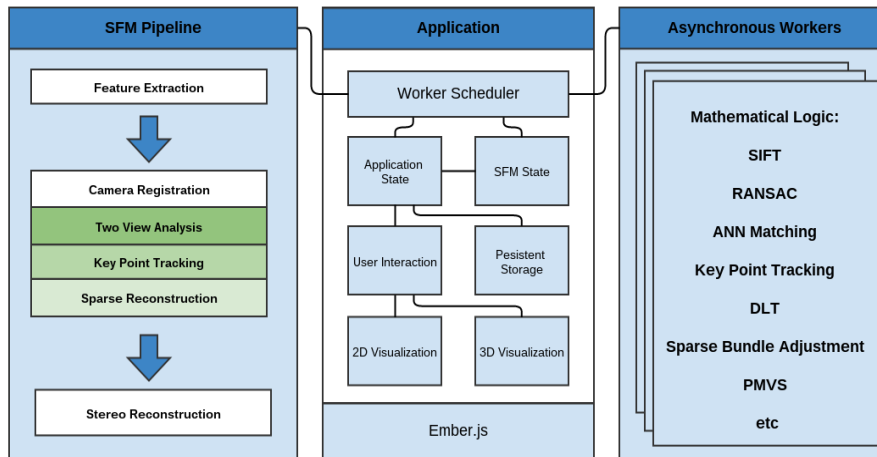 SFM Pipeline
Feature Extraction
Camera Registration
Two View Analysis
Key Point Tracking
Sparse Reconstruction
Stereo Reconstruction
Application
Worker Scheduler
Application
State
SFM State
User Interaction
Pesistent
Storage
2D Visualization
3D Visualization
Ember.js
Asynchronous Workers
Mathematical Logic:
SIFT
RANSAC
ANN Matching
Key Point Tracking
DLT
Sparse Bundle Adjustment
PMVS
etc